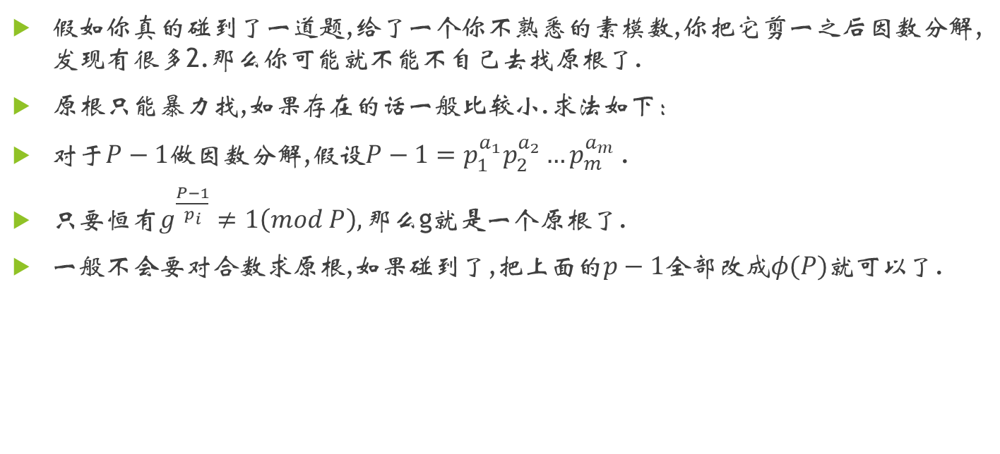 假如你真的碰到了一道题,给了一个你不熟悉的素模数,你把它剪一之后因数分解,
发现有很多2.那么你可能就不能不自己去找原根了.
原根只能暴力找,如果存在的话一般比较小.求法如下:
对于P − 1做因数分解,假设P − 1 = p_1^{a_1} p_2^{a_2} … p_m^{a_m} .
只要恒有g^{\frac{P−1}{p_i}} ≠ 1(mod P),那么g就是一个原根了.
一般不会要对合数求原根,如果碰到了,把上面的p − 1全部改成ϕ(P)就可以了.